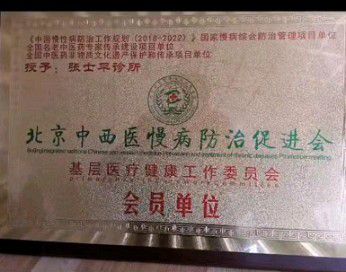 《中国慢性病防治工作规划(2018-2022)》国家慢病综合防治管理项目单位
全国名老中医药专家传承建设项目单位
全国中医药非物质文化遗产保护和传承项目单位
授予：张士平诊所
北京中西医慢病防治促进会
基层医疗健康工作委员会
会员单位